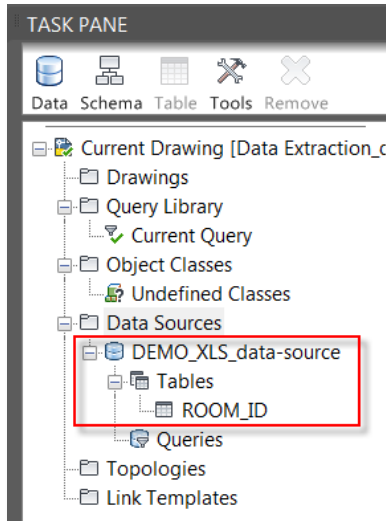 TASK PANE
Data Schema Table Tools Remove
Current Drawing [Data Extraction_d
Drawings
Query Library
Current Query
Object Classes
Undefined Classes
Data Sources
DEMO_XLS_data-source
Tables
ROOM_ID
Queries
Topologies
Link Templates